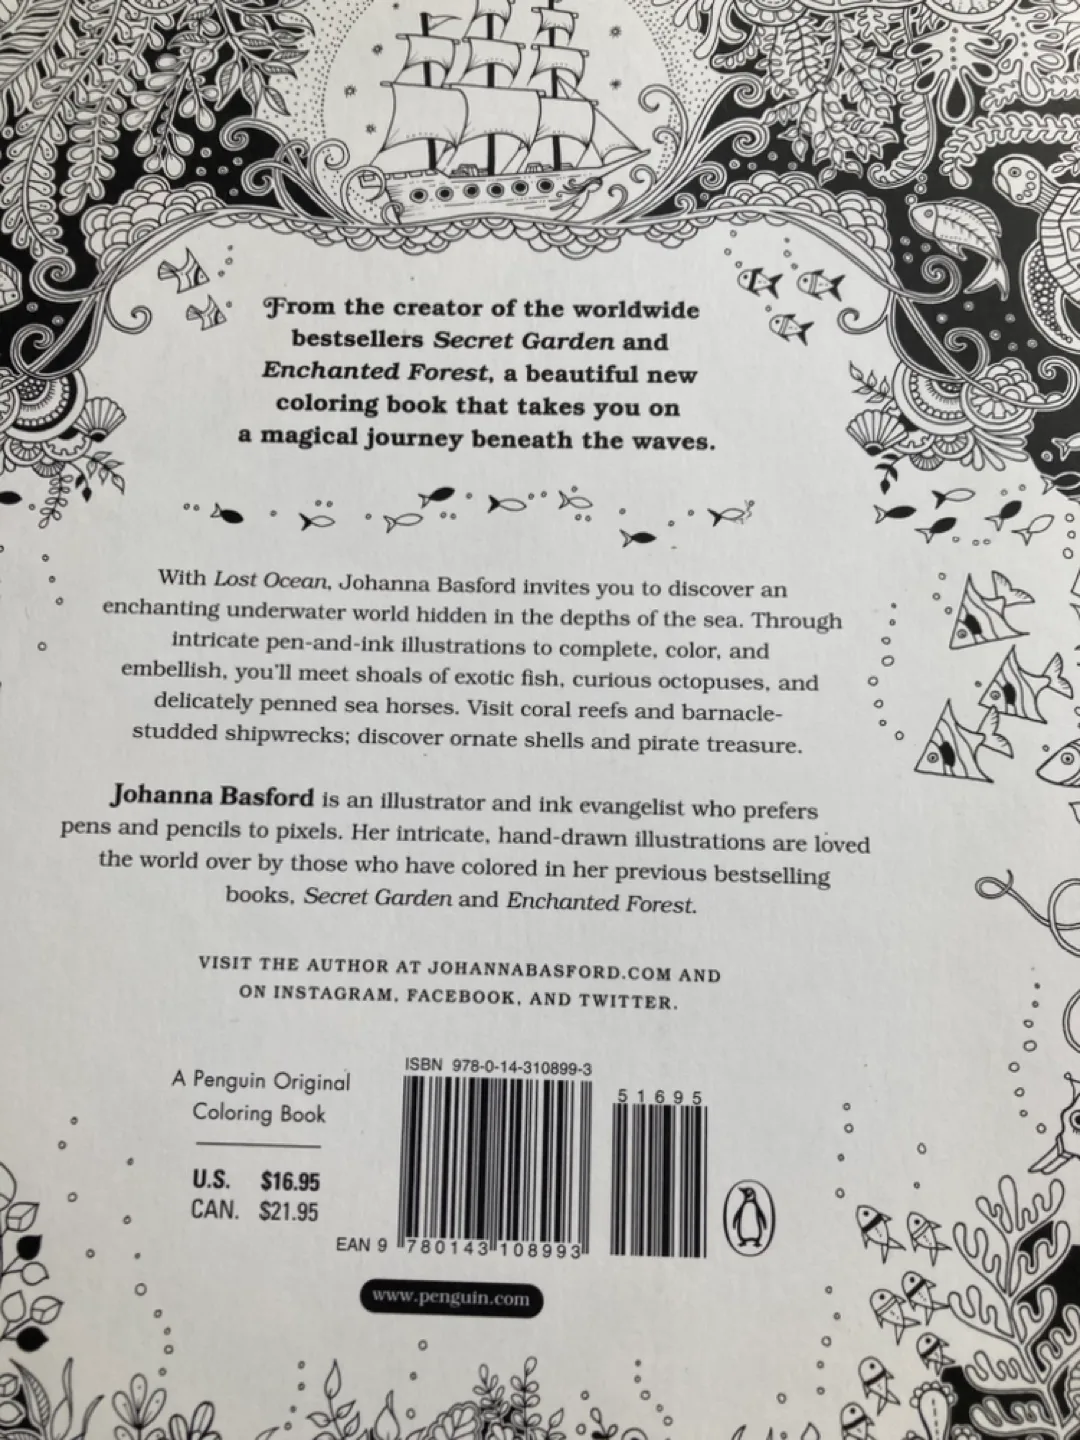 From the creator of the worldwide
bestsellers Secret Garden and
Enchanted Forest, a beautiful new
coloring book that takes you on
a magical journey beneath the waves.
With Lost Ocean, Johanna Basford invites you to discover an
enchanting underwater world hidden in the depths of the sea. Through
intricate pen-and-ink illustrations to complete, color, and
embellish, you'll meet shoals of exotic fish, curious octopuses, and
delicately penned sea horses. Visit coral reefs and barnacle-
studded shipwrecks; discover ornate shells and pirate treasure.
Johanna Basford is an illustrator and ink evangelist who prefers
pens and pencils to pixels. Her intricate, hand-drawn illustrations are loved
the world over by those who have colored in her previous bestselling
books, Secret Garden and Enchanted Forest.
VISIT THE AUTHOR AT JOHANNABASFORD.COM AND
ON INSTAGRAM, FACEBOOK, AND TWITTER.
A Penguin Original
Coloring Book
U.S. $16.95
CAN. $21.95
ISBN 978-0-14-310899-3
51695
EAN 9 780143 108993
www.penguin.com